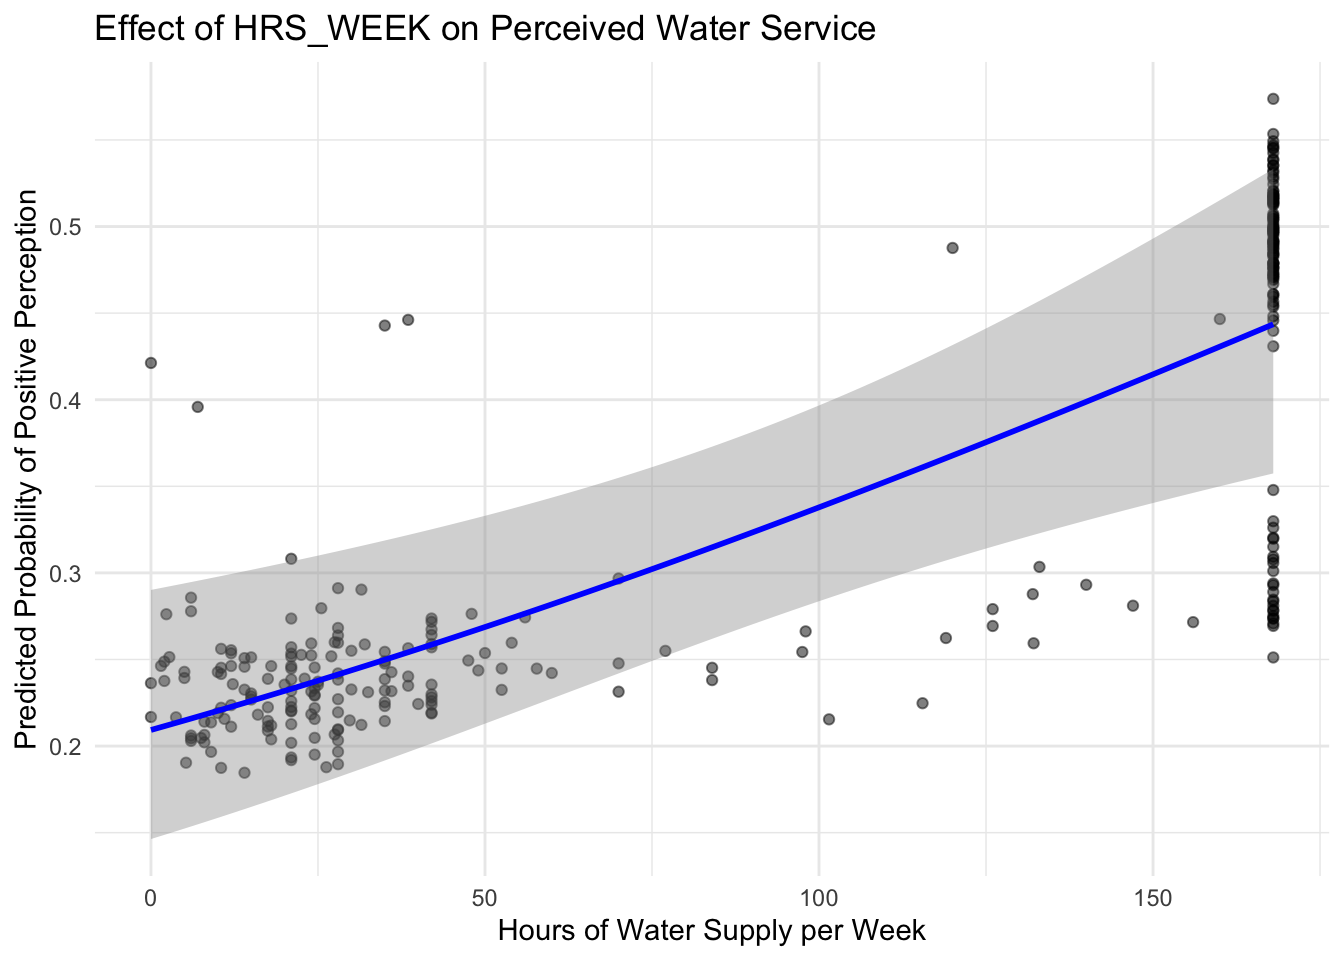 Effect of HRS_WEEK on Perceived Water Service
Predicted Probability of Positive Perception
0.5
0.4
0.3
0.2
0
50
100
150
Hours of Water Supply per Week